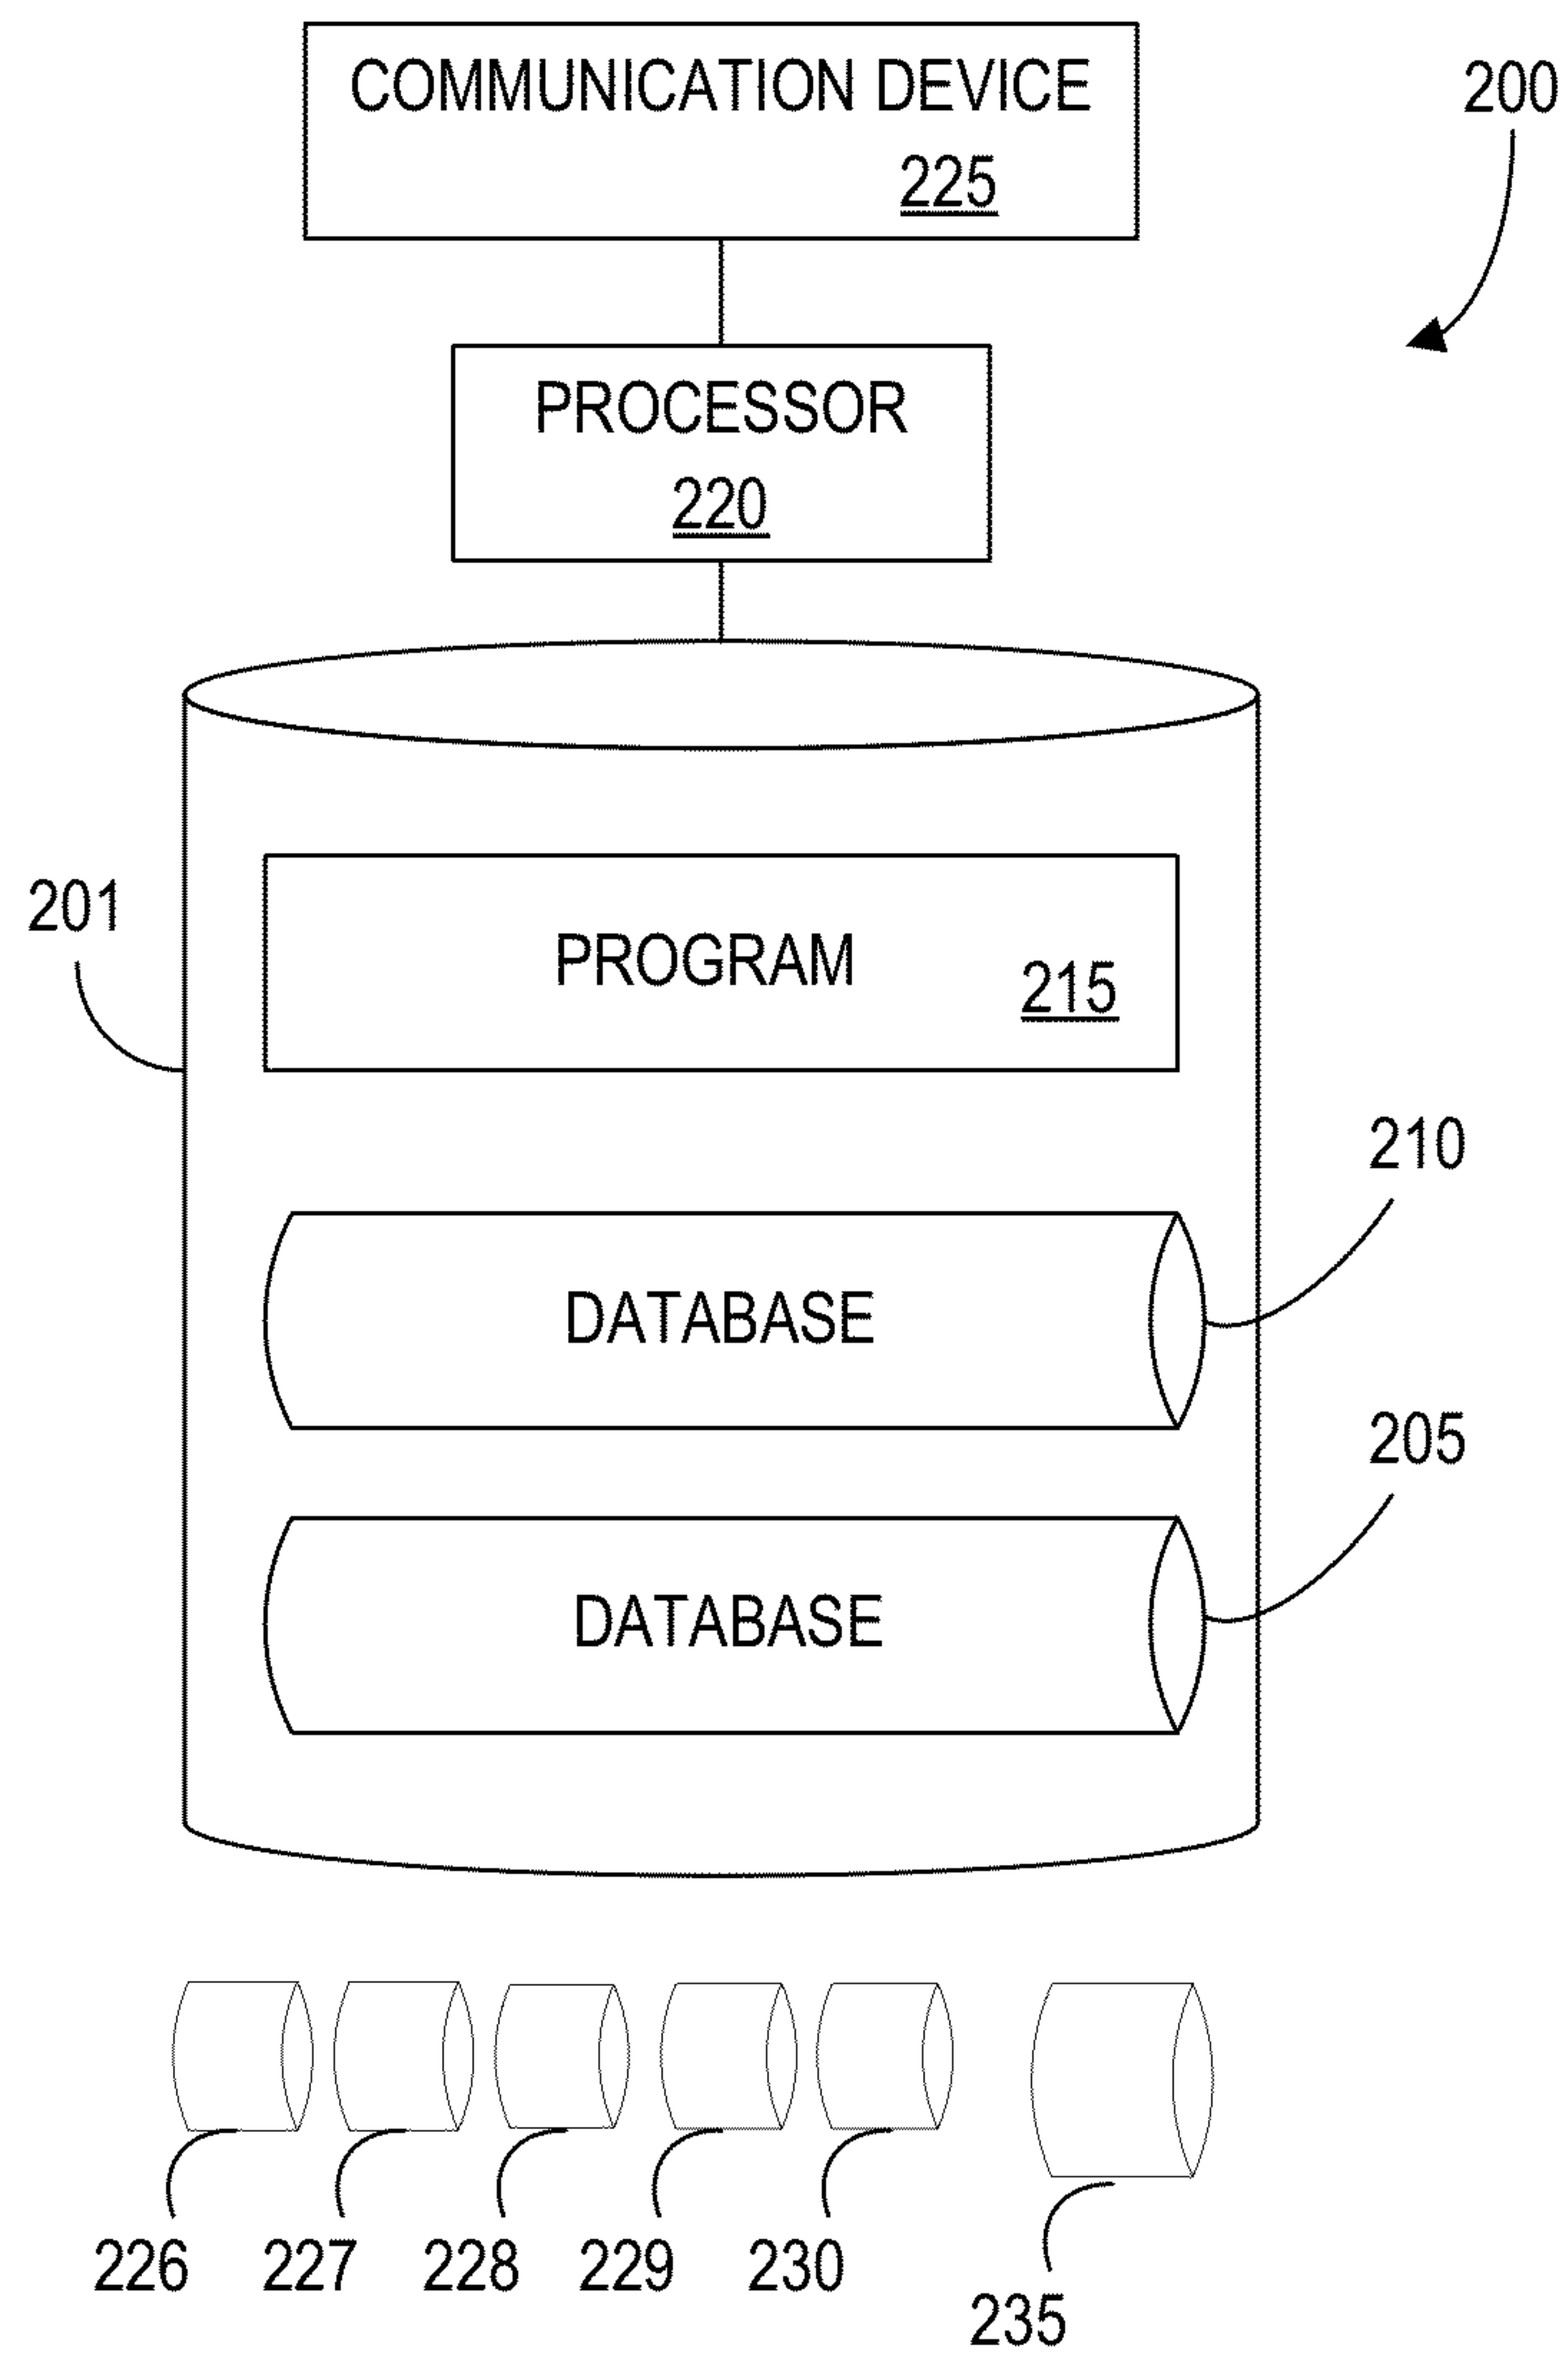 COMMUNICATION DEVICE
225
200
PROCESSOR
220
201
PROGRAM
215
210
DATABASE
205
DATABASE
226
227
228
229
230
235